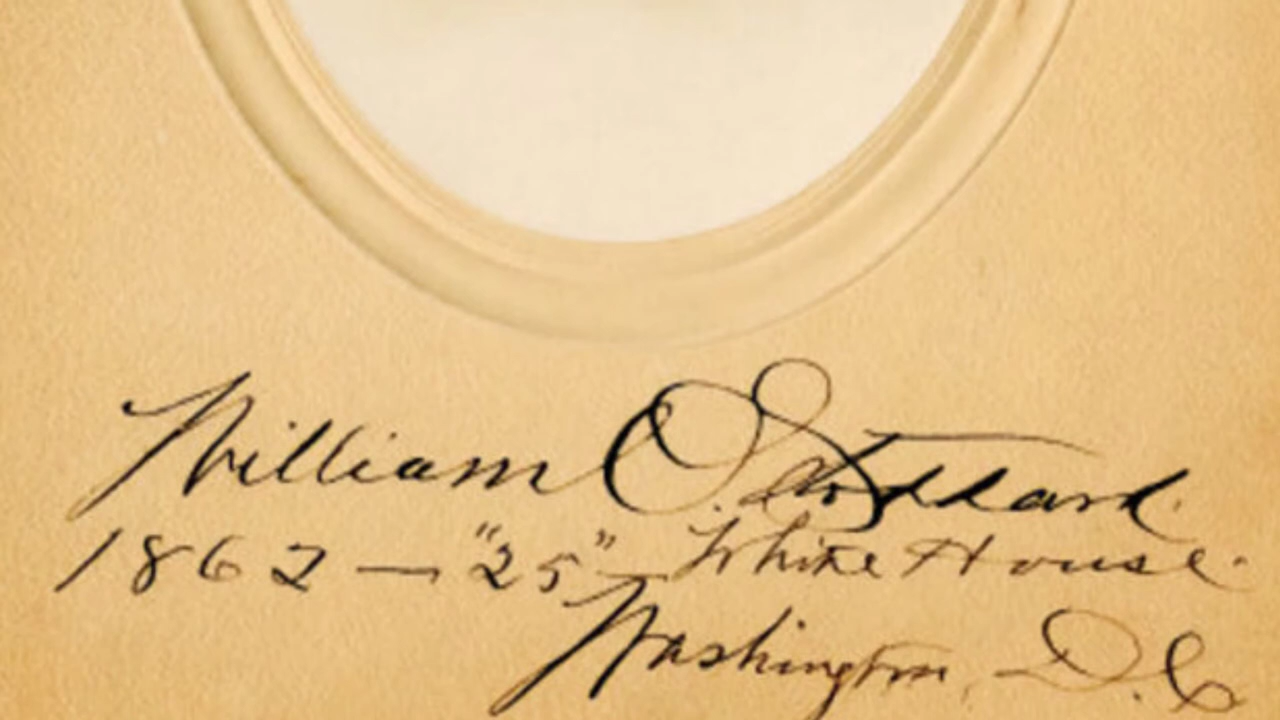 William O Stoddard.
1862 — "25" White House.
Washington, D.C